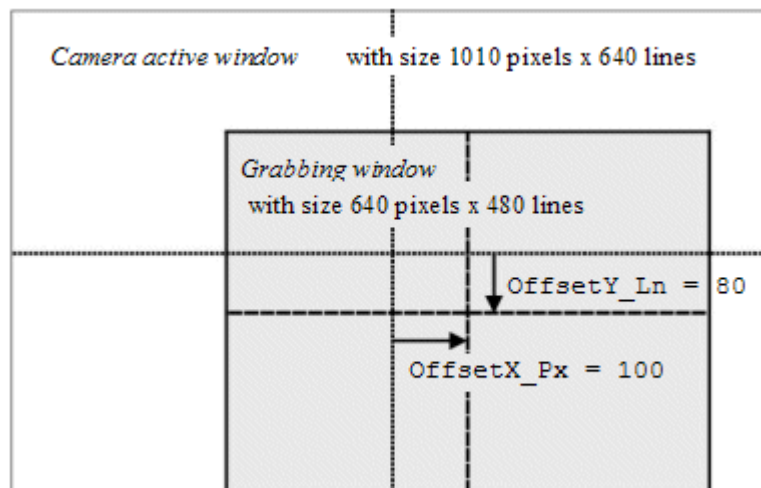 Camera active window with size 1010 pixels x 640 lines
Grabbing window
with size 640 pixels x 480 lines
OffsetY_Ln = 80
OffsetX_Px = 100